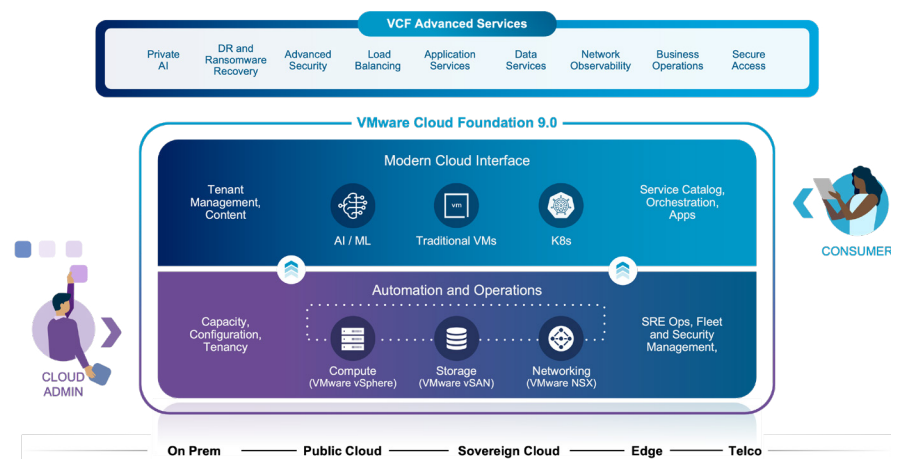 VCF Advanced Services
Private
AI
DR and
Ransomware
Recovery
Advanced
Security
Load
Balancing
Application
Services
Data
Services
Network
Observability
Business
Operations
Secure
Access
VMware Cloud Foundation 9.0
Modern Cloud Interface
Tenant
Management,
Content
vm
AI / ML
Traditional VMs
K8s
Service Catalog,
Orchestration,
Apps
CONSUMER
Automation and Operations
Capacity,
Configuration,
Tenancy
Compute
(VMware vSphere)
Storage
(VMware vSAN)
Networking
(VMware NSX)
SRE Ops, Fleet
and Security
Management,
CLOUD
ADMIN
On Prem
Public Cloud
Sovereign Cloud
Edge
Telco